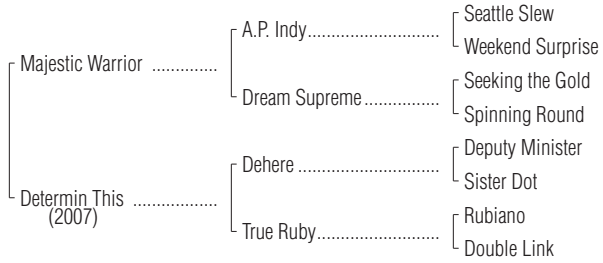 Seattle Slew
A.P. Indy..............................
Weekend Surprise
Majestic Warrior ..............
Seeking the Gold
Dream Supreme.................
Spinning Round
Deputy Minister
Dehere ................................
Sister Dot
Determin This ..................
(2007)
Rubiano
True Ruby...........................
Double Link